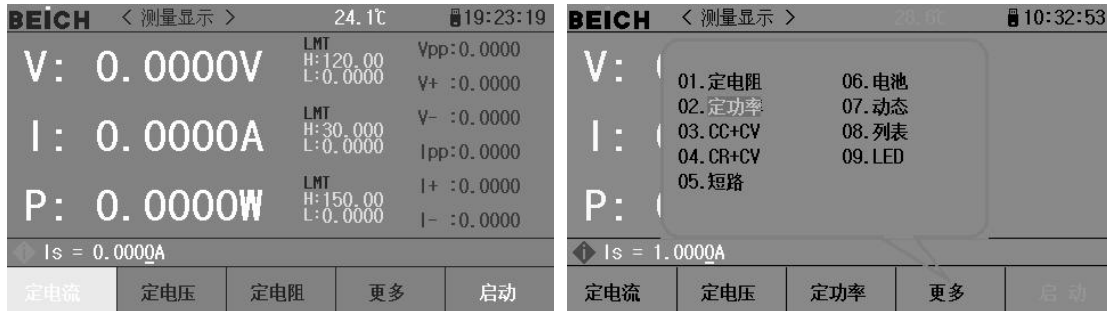 BEICH <测量显示> 24.1℃ 19:23:19
V: 0.0000V LMT H:120.00 L:0.0000 Vpp:0.0000
V+ :0.0000
I: 0.0000A LMT H:30.000 L:0.0000 V- :0.0000
Ipp:0.0000
P: 0.0000W LMT H:150.00 L:0.0000 I+ :0.0000
I- :0.0000
Is = 0.0000A
定电流 定电压 定电阻 更多 启动
BEICH <测量显示> 28.6℃ 10:32:53
V:
I:
P:
01.定电阻 06.电池
02.定功率 07.动态
03.CC+CV 08.列表
04.CR+CV 09.LED
05.短路
Is = 1.0000A
定电流 定电压 定功率 更多 启动